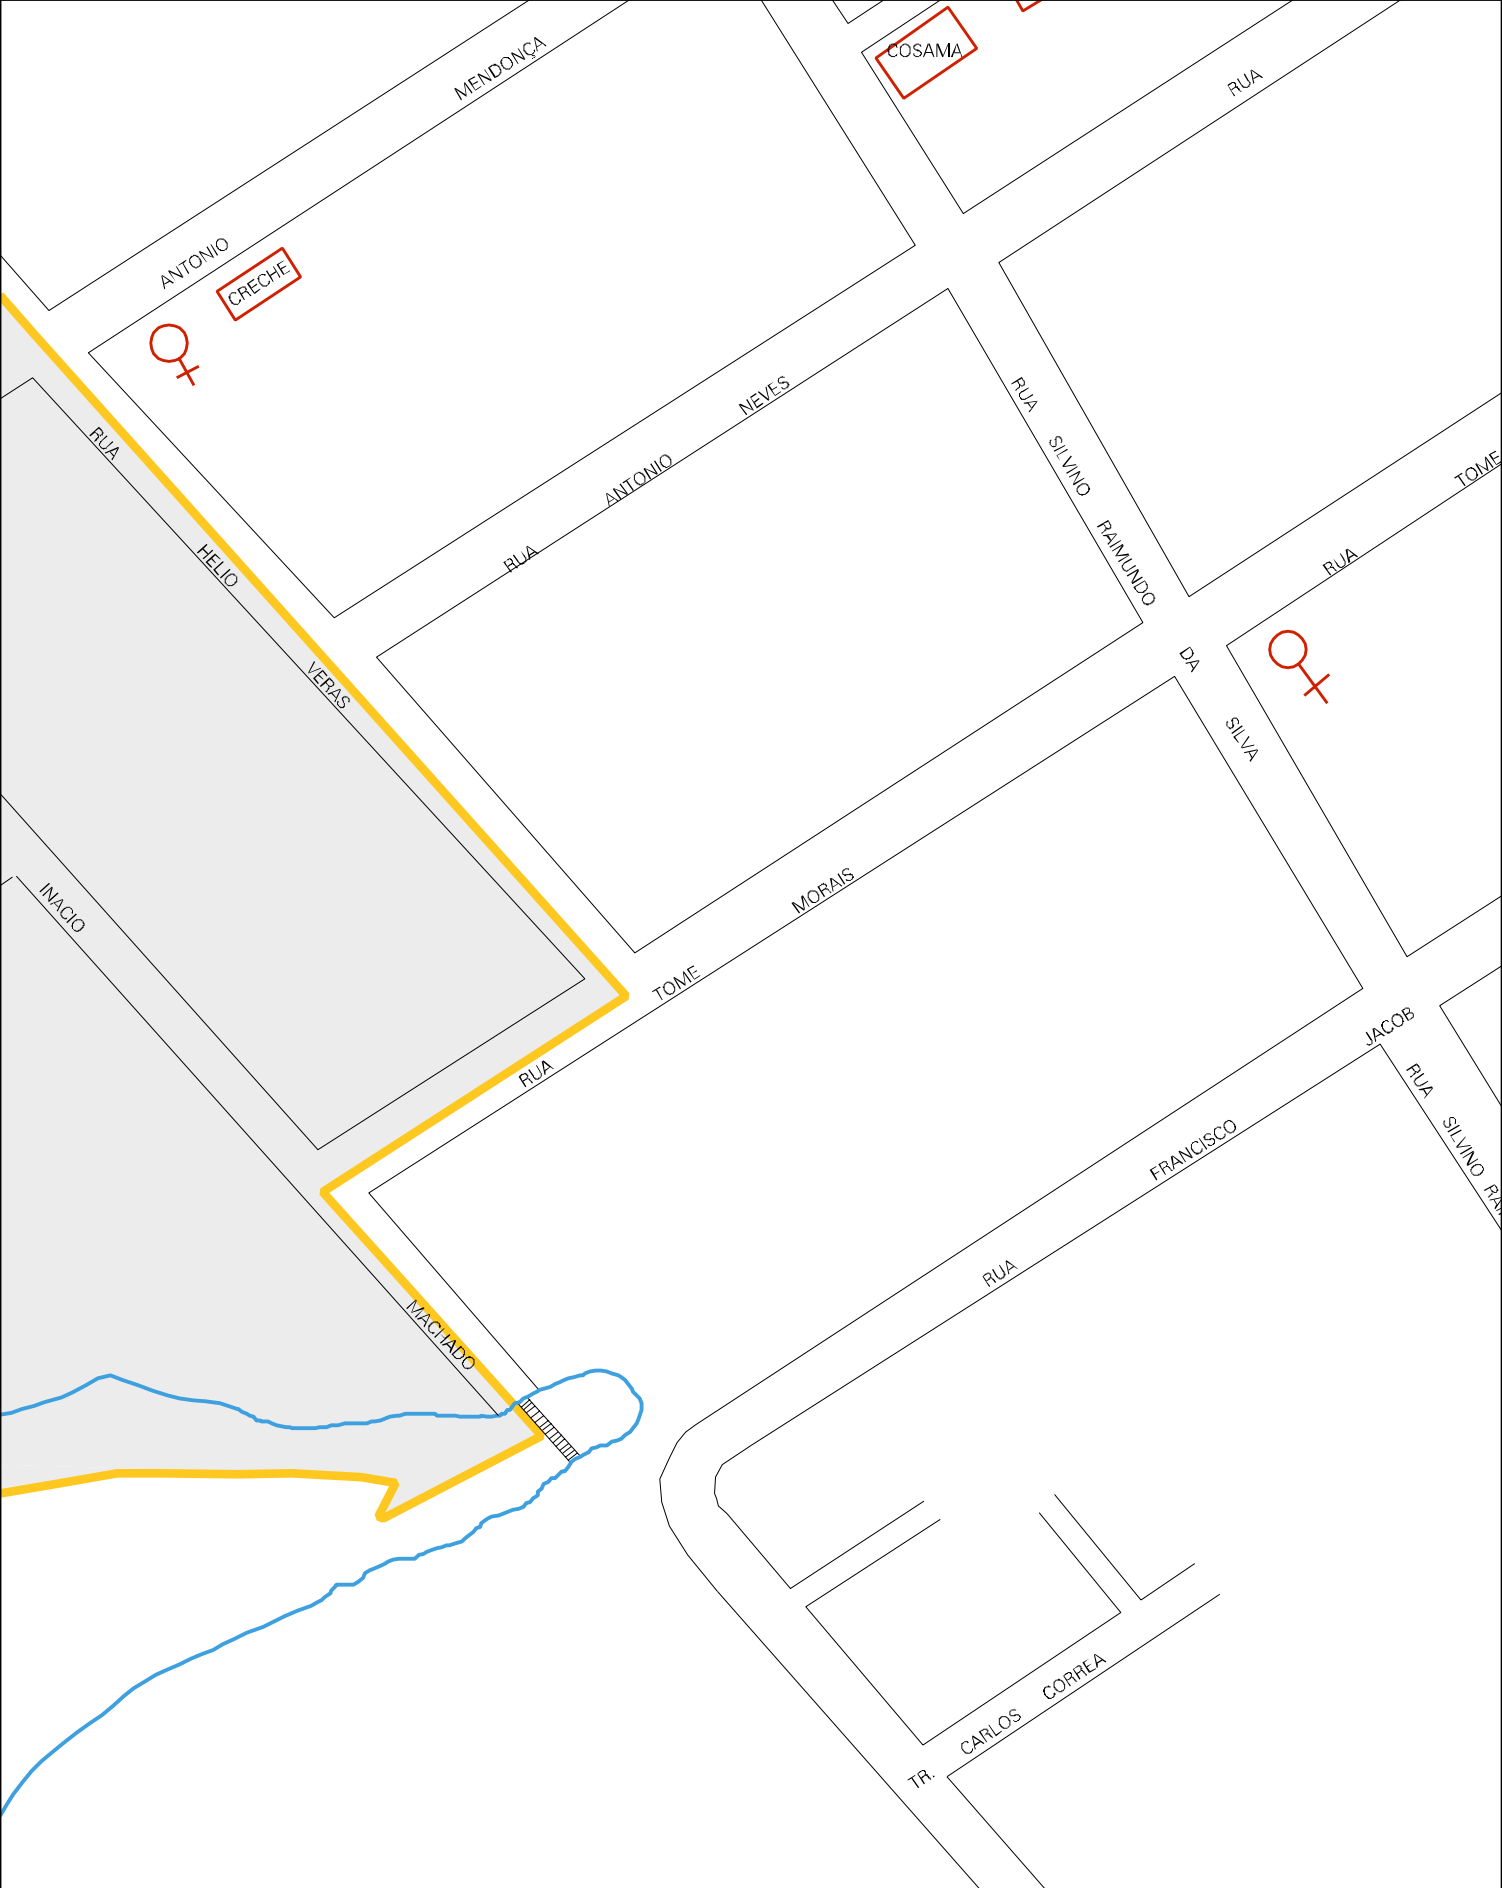 MENDONÇA
COSAMA
RUA
ANTONIO
CRECHE
RUA
HELIO
VERAS
RUA
ANTONIO
NEVES
RUA
SILVINO
RAIMUNDO
DA
SILVA
RUA
TOME
INACIO
MACHADO
RUA
TOME
MORAIS
RUA
FRANCISCO
JACOB
RUA
SILVINO
TR.
CARLOS
CORREA